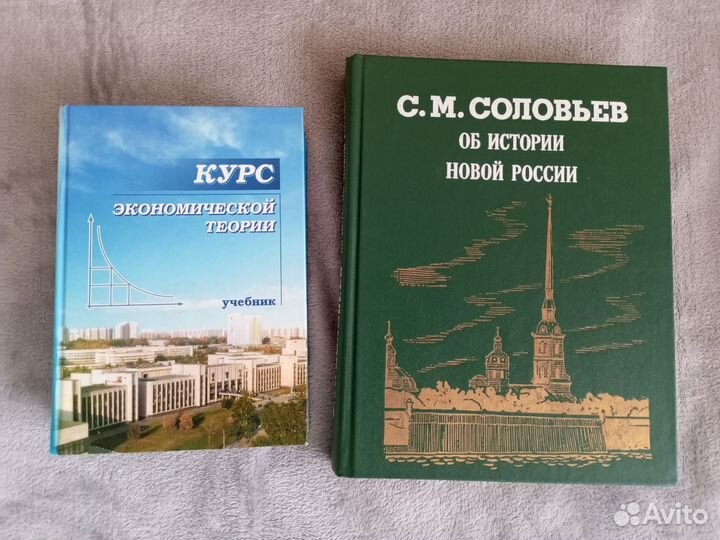 КУРС
ЭКОНОМИЧЕСКОЙ
ТЕОРИИ
учебник
С. М. СОЛОВЬЕВ
ОБ ИСТОРИИ
НОВОЙ РОССИИ
Avito